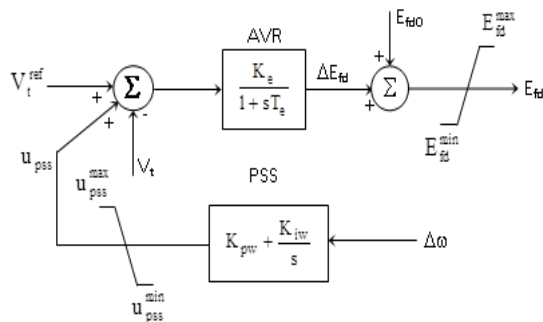 AVR
E_fd0
E_fd^max
V_t^ref
+
+
-
Σ
K_e
1 + sT_e
ΔE_fd
+
+
Σ
E_fd
E_fd^min
u_pss
V_t
u_pss^max
PSS
K_pw + K_iw
s
Δω
u_pss^min